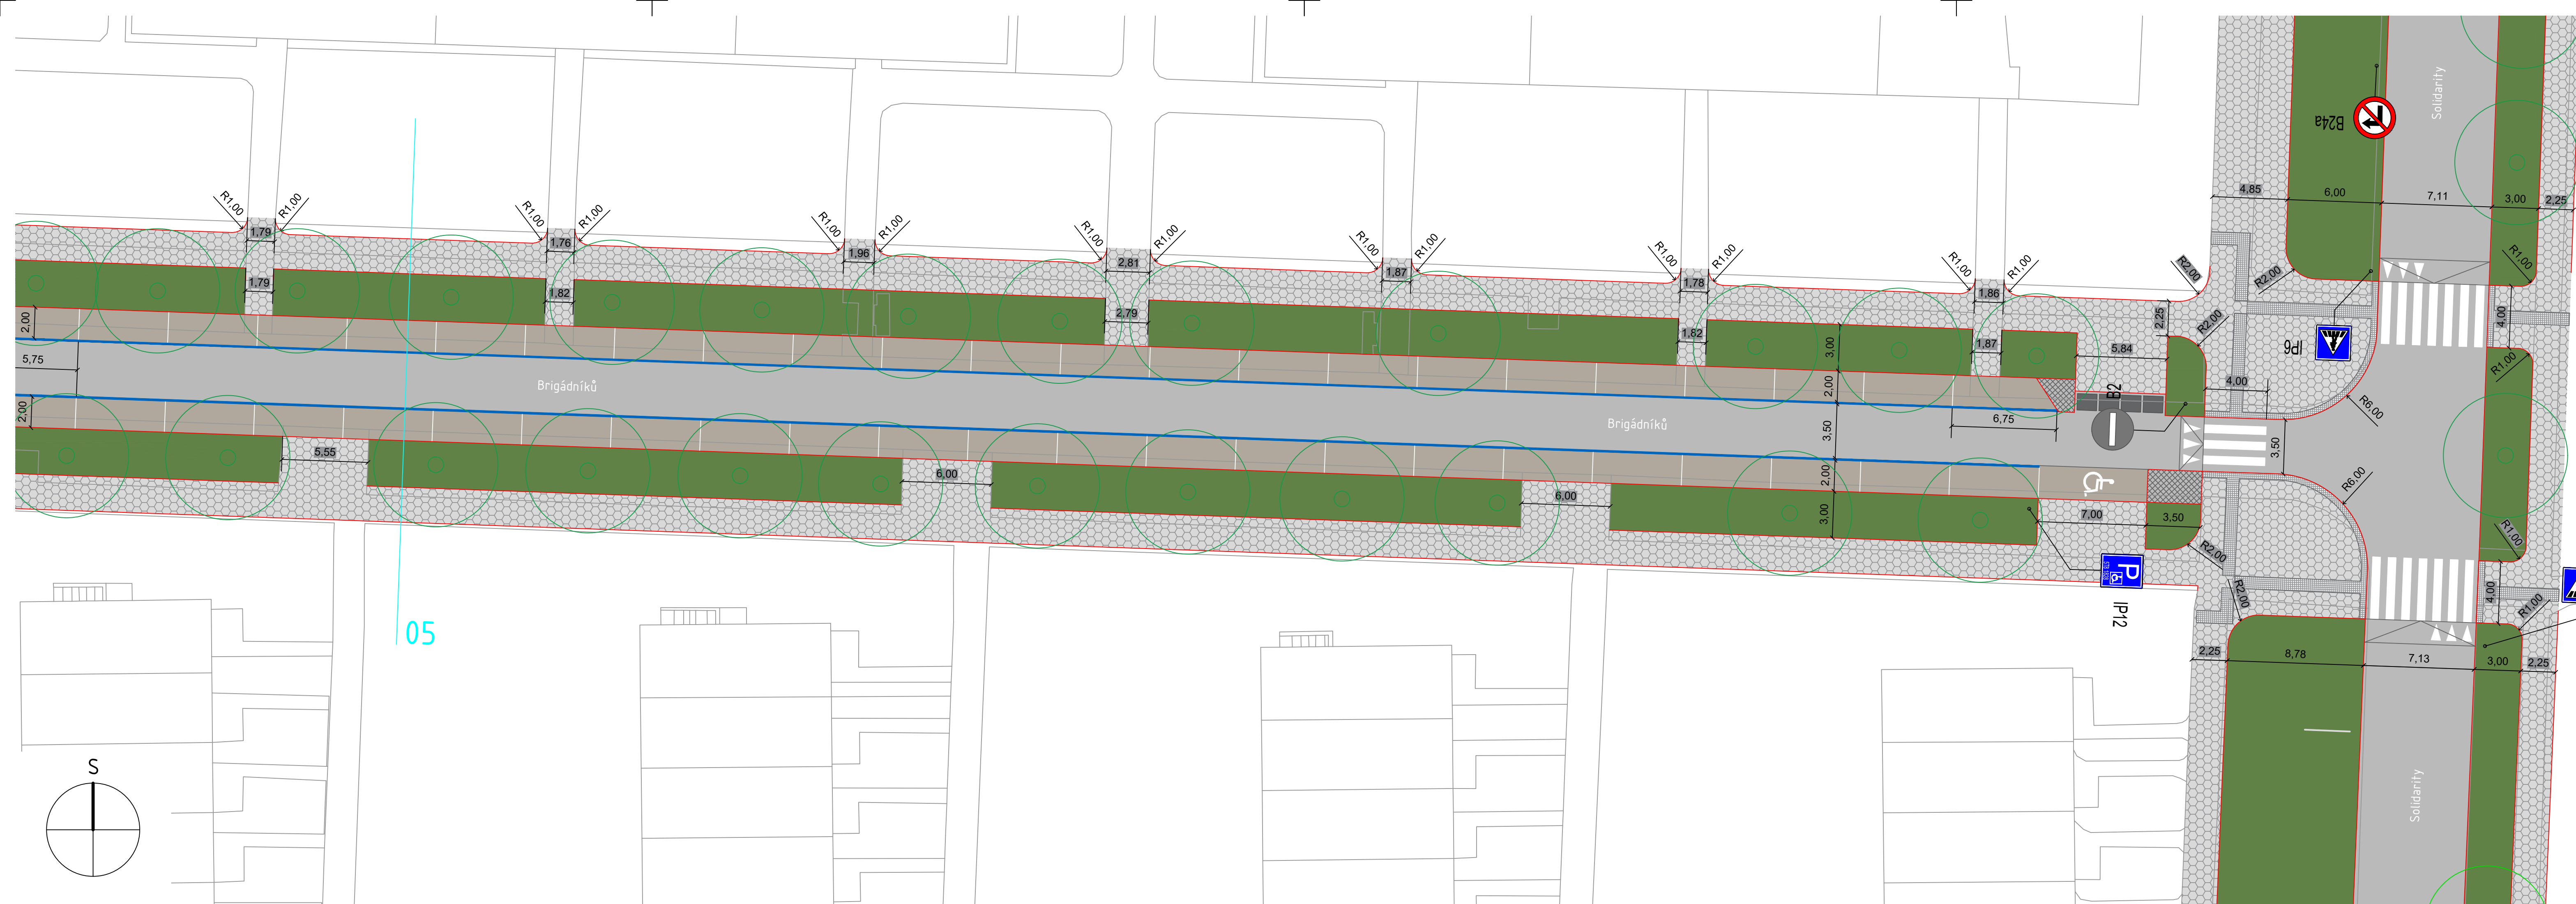 Solidarity
B24a
4,85
6,00
7,11
3,00
2,25
R1,00
R1,00
R1,00
R1,00
R1,00
R1,00
R1,00
R1,00
R1,00
R1,00
R1,00
R1,00
R1,00
R1,00
1,79
1,76
1,96
2,81
1,87
1,78
1,86
R2,00
R2,00
R1,00
1,79
1,82
2,79
1,82
1,87
2,25
R2,00
4,00
IP6
2,00
3,00
5,84
R1,00
5,75
Brigádníků
2,00
B2
4,00
2,00
R6,00
Brigádníků
6,75
3,50
3,50
5,55
6,00
2,00
R6,00
6,00
3,00
7,00
3,50
R1,00
R2,00
P
IP12
R2,00
4,00
R1,00
05
2,25
8,78
7,13
3,00
2,25
S
Solidarity